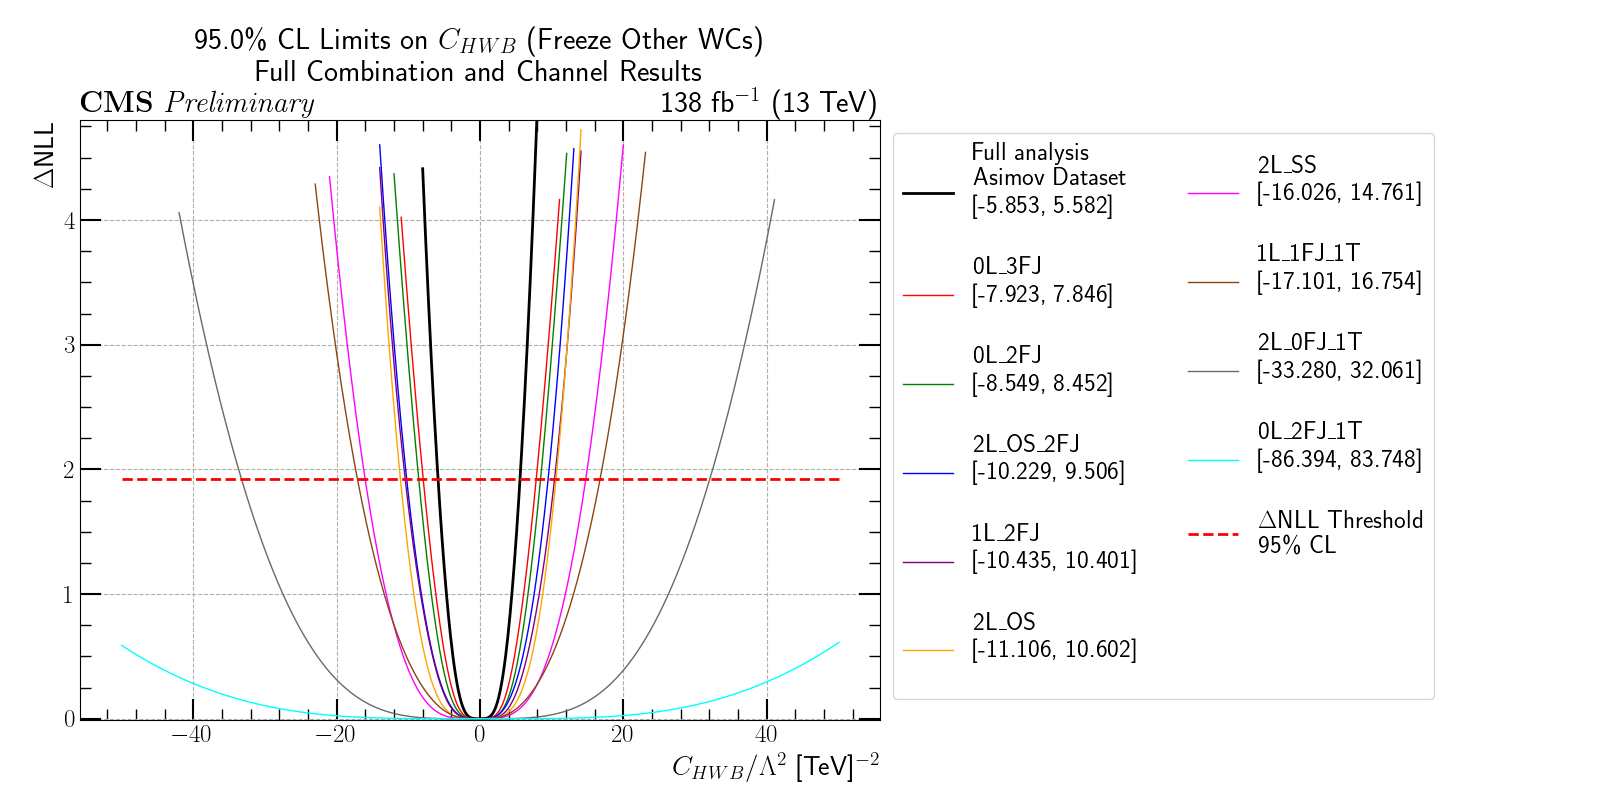 95.0% CL Limits on C_{HWB} (Freeze Other WCs)
Full Combination and Channel Results
CMS Preliminary
138 fb^{-1} (13 TeV)
ΔNLL
4
3
2
1
0
−40
−20
0
20
40
C_{HWB}/Λ^2 [TeV]^{-2}
Full analysis
Asimov Dataset
[-5.853, 5.582]
0L_3FJ
[-7.923, 7.846]
0L_2FJ
[-8.549, 8.452]
2L_OS_2FJ
[-10.229, 9.506]
1L_2FJ
[-10.435, 10.401]
2L_OS
[-11.106, 10.602]
2L_SS
[-16.026, 14.761]
1L_1FJ_1T
[-17.101, 16.754]
2L_0FJ_1T
[-33.280, 32.061]
0L_2FJ_1T
[-86.394, 83.748]
ΔNLL Threshold
95% CL